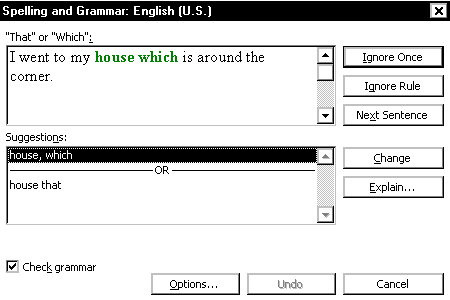 Spelling and Grammar: English (U.S.)
"That" or "Which":
I went to my house which is around the
corner.
Ignore Once
Ignore Rule
Next Sentence
Suggestions:
house, which
OR
house that
Change
Explain...
Check grammar
Options...
Undo
Cancel